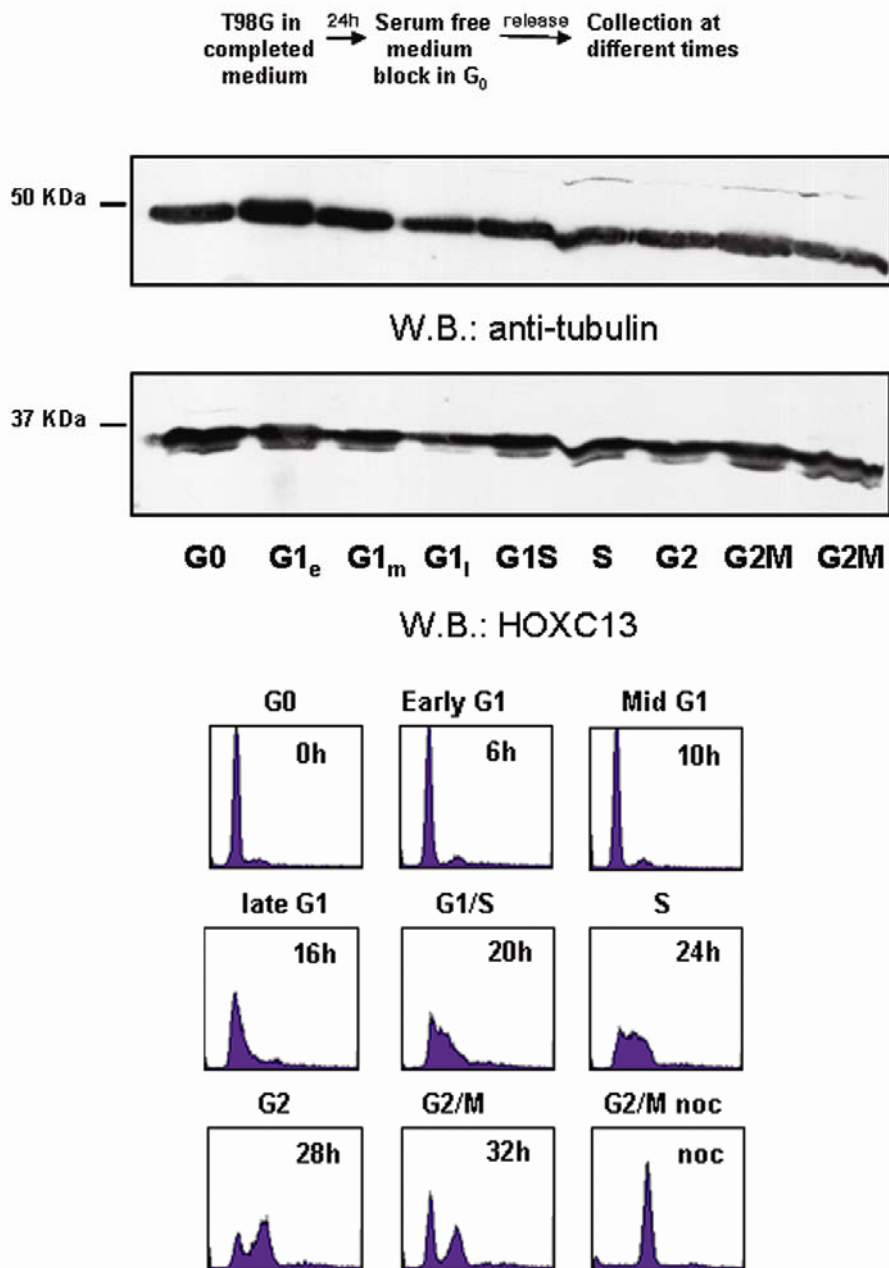 T98G in completed medium
24h
Serum free medium block in G₀
release
Collection at different times
50 KDa
W.B.: anti-tubulin
37 KDa
G0 G1ₑ G1ₘ G1ₗ G1S S G2 G2M G2M
W.B.: HOXC13
G0 Early G1 Mid G1
0h 6h 10h
late G1 G1/S S
16h 20h 24h
G2 G2/M G2/M noc
28h 32h noc